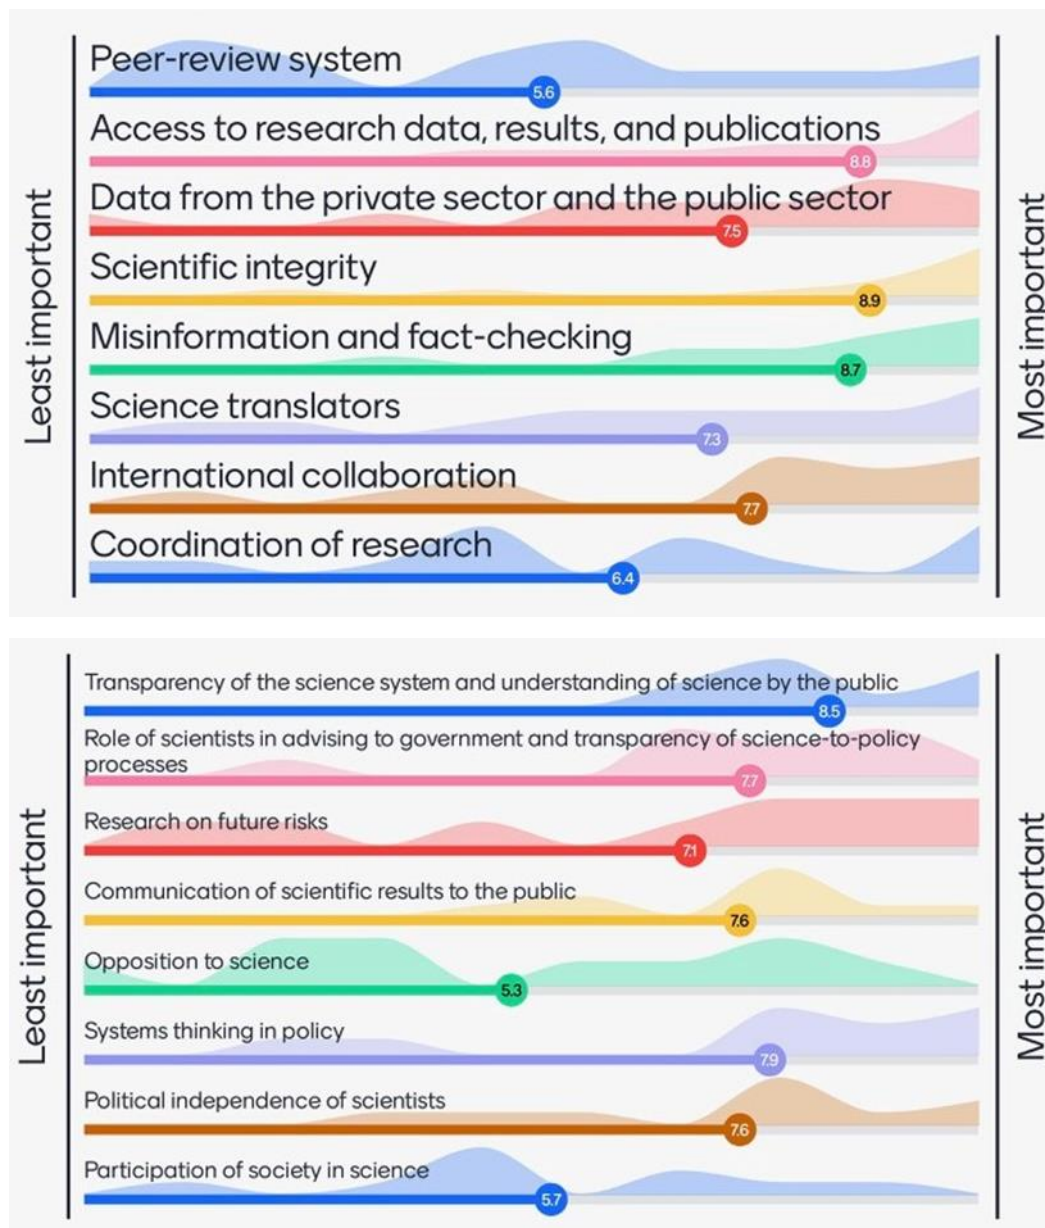 Least important
Most important
Peer-review system
5.6
Access to research data, results, and publications
8.8
Data from the private sector and the public sector
7.5
Scientific integrity
8.9
Misinformation and fact-checking
8.7
Science translators
7.3
International collaboration
7.7
Coordination of research
6.4
Least important
Most important
Transparency of the science system and understanding of science by the public
8.5
Role of scientists in advising to government and transparency of science-to-policy
processes
7.7
Research on future risks
7.1
Communication of scientific results to the public
7.6
Opposition to science
5.3
Systems thinking in policy
7.9
Political independence of scientists
7.6
Participation of society in science
5.7